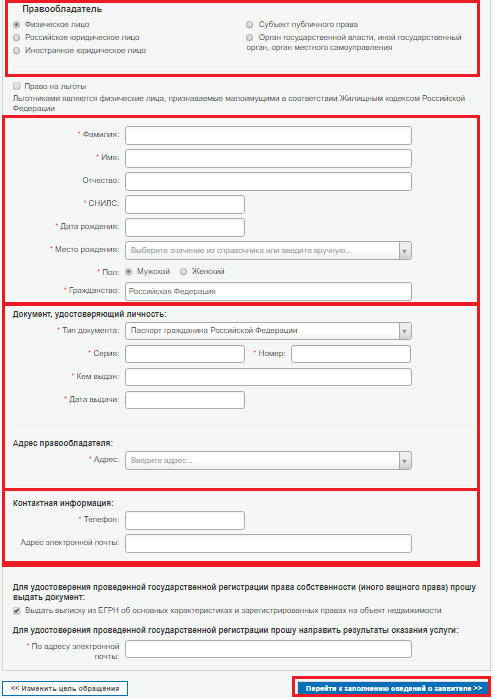 Правообладатель
Физическое лицо
Субъект публичного права
Российское юридическое лицо
Орган государственной власти, иной государственный
орган, орган местного самоуправления
Иностранное юридическое лицо
Право на льготы
Льготниками являются физические лица, признаваемые малоимущими в соответствии Жилищным кодексом Российской
Федерации
* Фамилия:
* Имя:
Отчество:
* СНИЛС:
* Дата рождения:
* Место рождения: Выберите значение из справочника или введите вручную...
* Пол: Мужской Женский
* Гражданство: Российская Федерация
Документ, удостоверяющий личность:
* Тип документа: Паспорт гражданина Российской Федерации
* Серия: * Номер:
* Кем выдан:
* Дата выдачи:
Адрес правообладателя:
* Адрес: Введите адрес...
Контактная информация:
* Телефон:
Адрес электронной почты:
Для удостоверения проведенной государственной регистрации права собственности (иного вещного права) прошу
выдать документ:
Выдать выписку из ЕГРН об основных характеристиках и зарегистрированных правах на объект недвижимости
Для удостоверения проведенной государственной регистрации прошу направить результаты оказания услуги:
* По адресу электронной
почты:
<< Изменить цель обращения
Перейти к заполнению сведений о заявителе >>